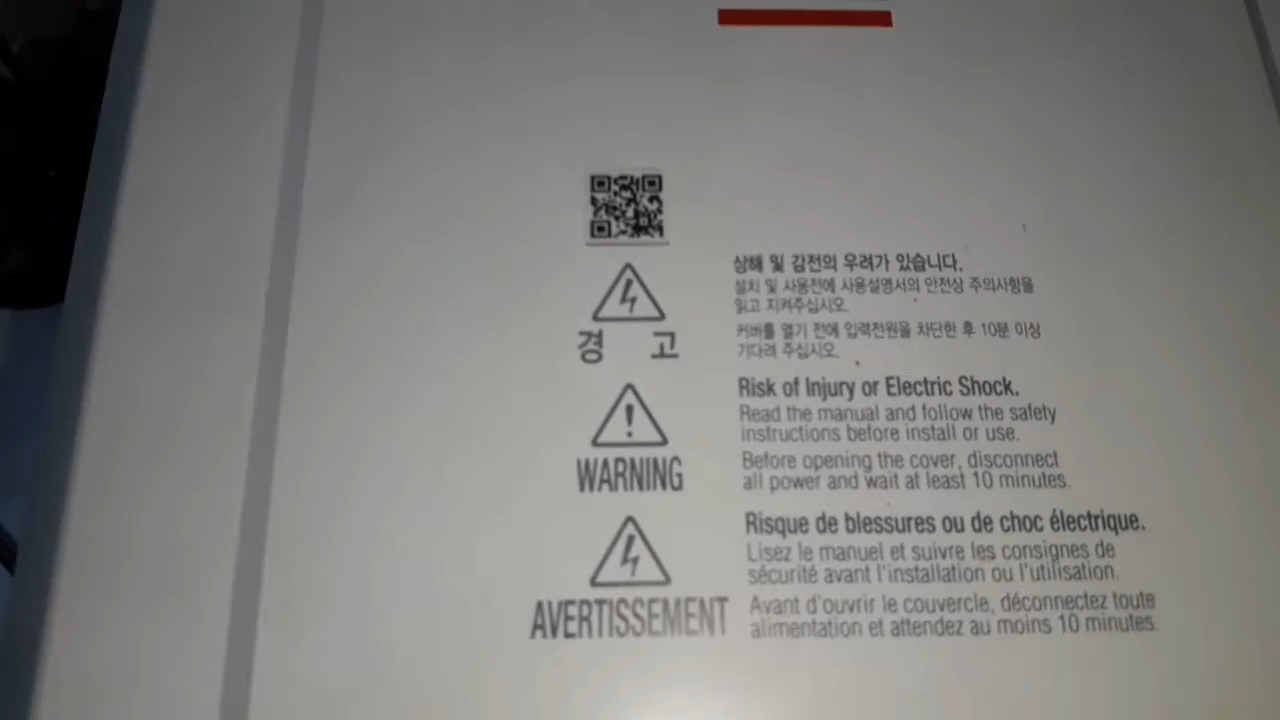 상해 및 감전의 우려가 있습니다.
설치 및 사용전에 사용설명서의 안전상 주의사항을
읽고 지켜주십시오.
경 고
커버를 열기 전에 입력전원을 차단한 후 10분 이상
기다려 주십시오.
Risk of Injury or Electric Shock.
Read the manual and follow the safety
instructions before install or use.
WARNING
Before opening the cover, disconnect
all power and wait at least 10 minutes.
Risque de blessures ou de choc électrique.
Lisez le manuel et suivre les consignes de
sécurité avant l'installation ou l'utilisation.
AVERTISSEMENT
Avant d'ouvrir le couvercle, déconnectez toute
alimentation et attendez au moins 10 minutes.